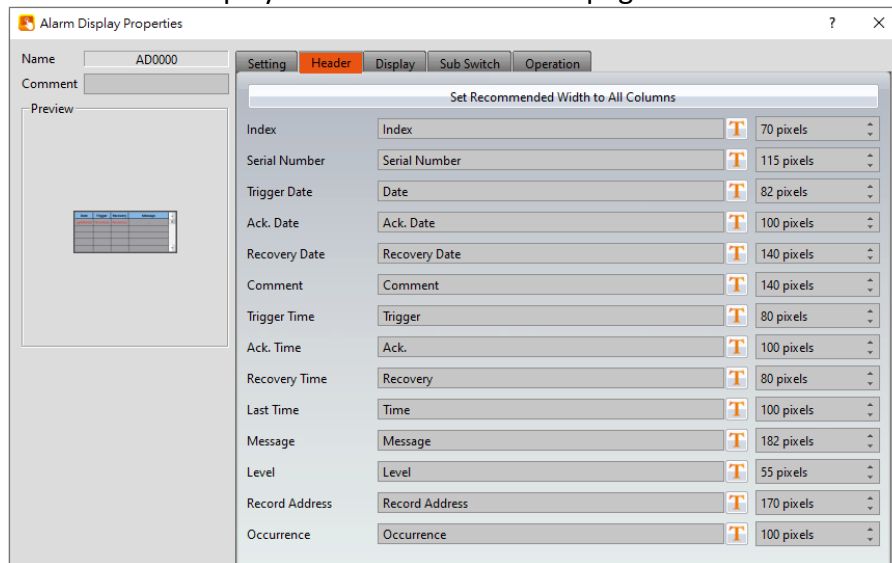 Alarm Display Properties ? ×
Name AD0000
Comment
Preview
Setting Header Display Sub Switch Operation
Set Recommended Width to All Columns
Index Index T 70 pixels
Serial Number Serial Number T 115 pixels
Trigger Date Date T 82 pixels
Ack. Date Ack. Date T 100 pixels
Recovery Date Recovery Date T 140 pixels
Comment Comment T 140 pixels
Trigger Time Trigger T 80 pixels
Ack. Time Ack. T 100 pixels
Recovery Time Recovery T 80 pixels
Last Time Time T 100 pixels
Message Message T 182 pixels
Level Level T 55 pixels
Record Address Record Address T 170 pixels
Occurrence Occurrence T 100 pixels